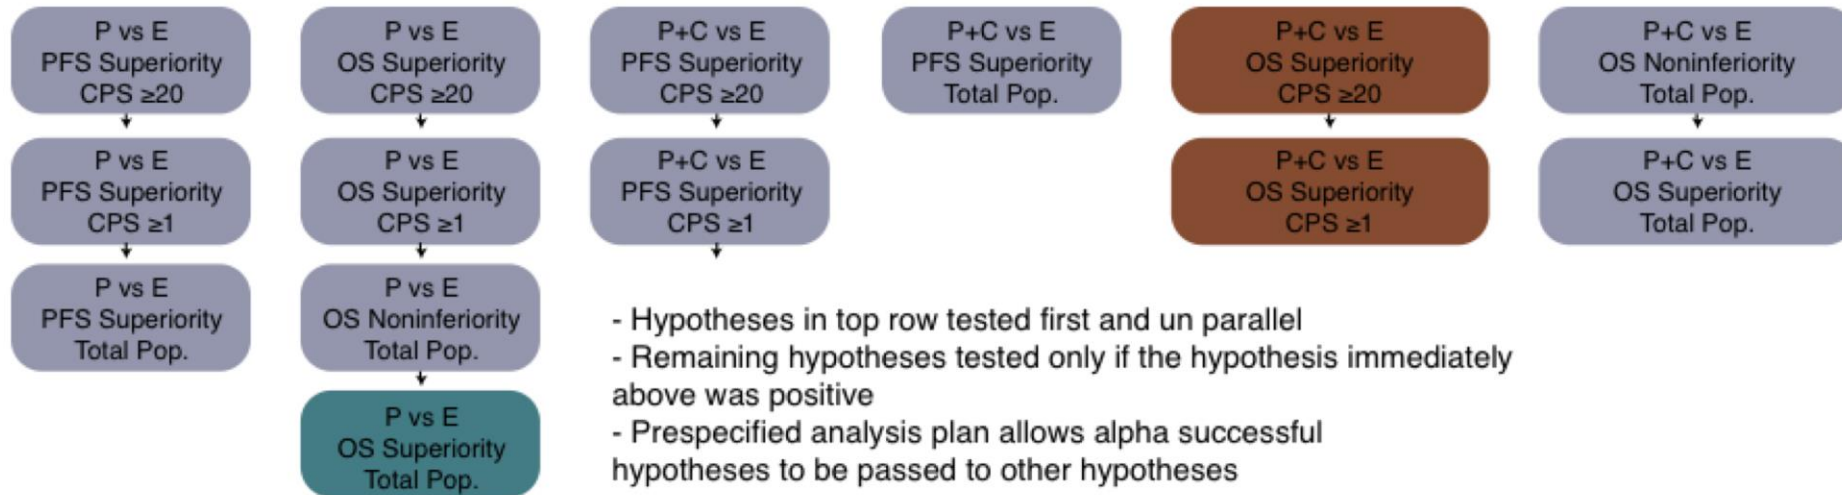 P vs E
PFS Superiority
CPS ≥20
P vs E
OS Superiority
CPS ≥20
P+C vs E
PFS Superiority
CPS ≥20
P+C vs E
PFS Superiority
Total Pop.
P+C vs E
OS Superiority
CPS ≥20
P+C vs E
OS Noninferiority
Total Pop.
P vs E
PFS Superiority
CPS ≥1
P vs E
OS Superiority
CPS ≥1
P+C vs E
PFS Superiority
CPS ≥1
P+C vs E
OS Superiority
CPS ≥1
P+C vs E
OS Superiority
Total Pop.
P vs E
PFS Superiority
Total Pop.
P vs E
OS Noninferiority
Total Pop.
P vs E
OS Superiority
Total Pop.
- Hypotheses in top row tested first and un parallel
- Remaining hypotheses tested only if the hypothesis immediately
above was positive
- Prespecified analysis plan allows alpha successful
hypotheses to be passed to other hypotheses